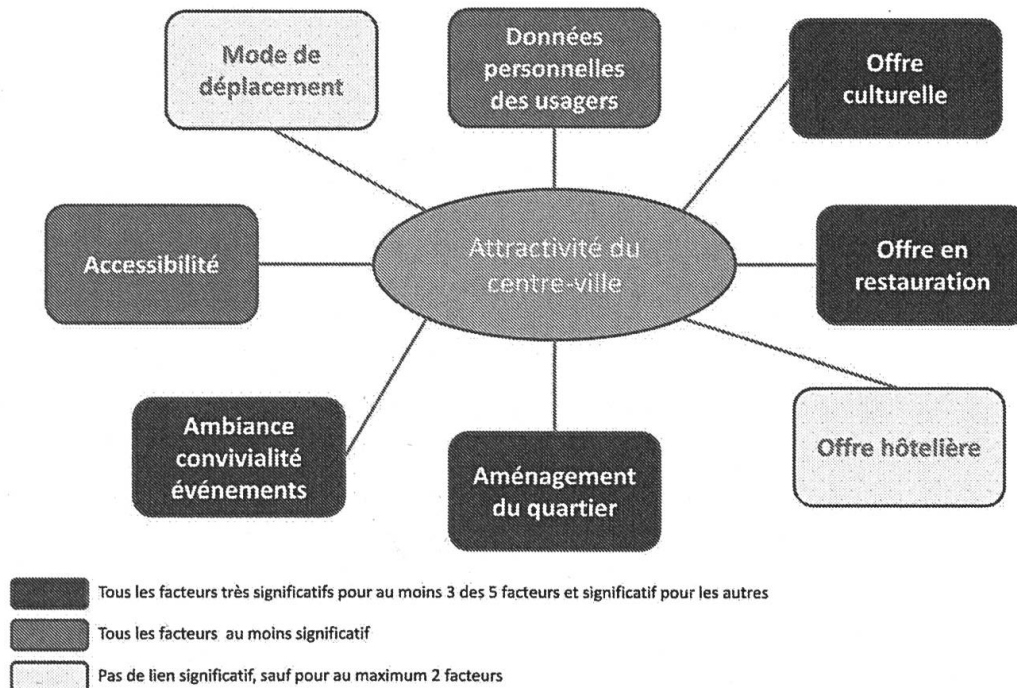 Mode de
déplacement
Données
personnelles
des usagers
Offre
culturelle
Accessibilité
Attractivité du
centre-ville
Offre en
restauration
Ambiance
convivialité
événements
Aménagement
du quartier
Offre hôtelière
Tous les facteurs très significatifs pour au moins 3 des 5 facteurs et significatif pour les autres
Tous les facteurs au moins significatif
Pas de lien significatif, sauf pour au maximum 2 facteurs